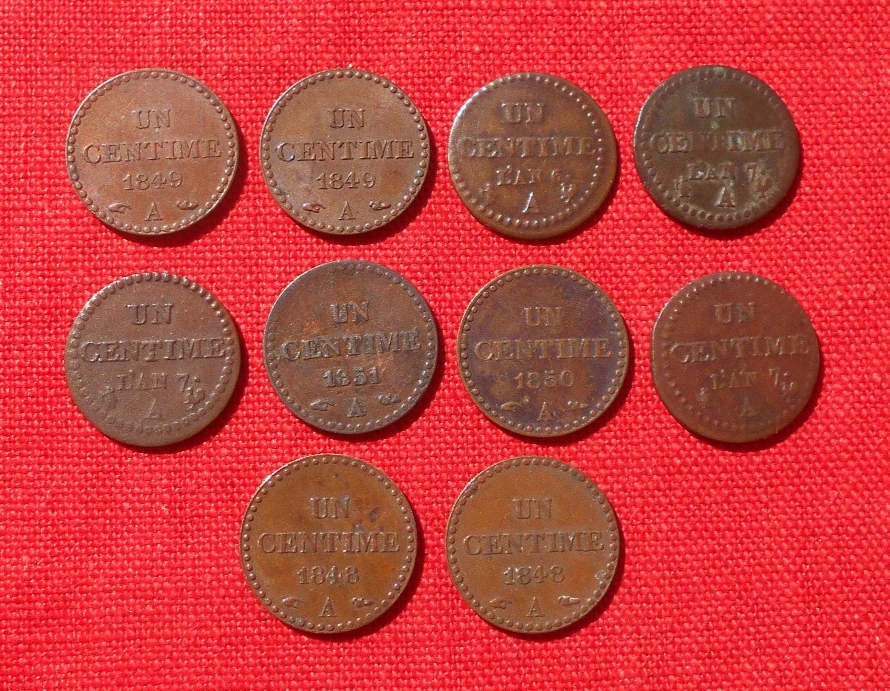 UN
CENTIME
1849
A
UN
CENTIME
1849
A
UN
CENTIME
L'AN 6.
A
UN
CENTIME
L'AN 7.
A
UN
CENTIME
L'AN 7.
A
UN
CENTIME
1851
A
UN
CENTIME
1850
A
UN
CENTIME
L'AN 7.
A
UN
CENTIME
1848
A
UN
CENTIME
1848
A